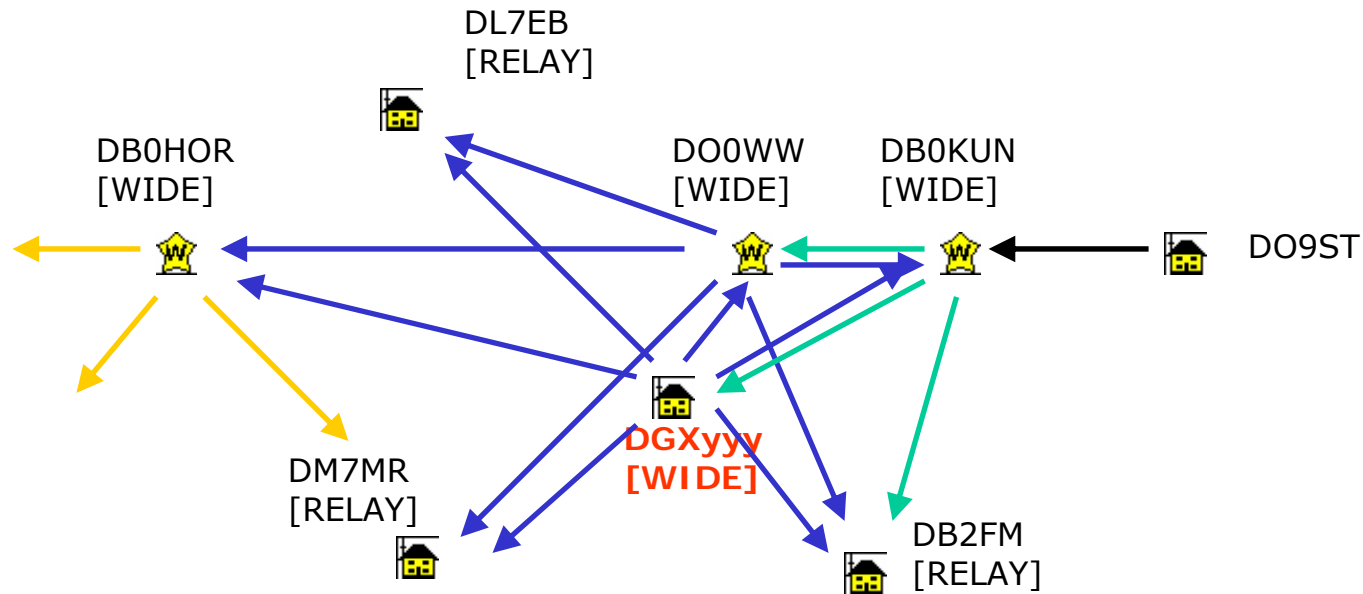 DL7EB
[RELAY]
DB0HOR
[WIDE]
DO0WW
[WIDE]
DB0KUN
[WIDE]
W
W
W
DO9ST
DGXyyy
[WIDE]
DM7MR
[RELAY]
DB2FM
[RELAY]